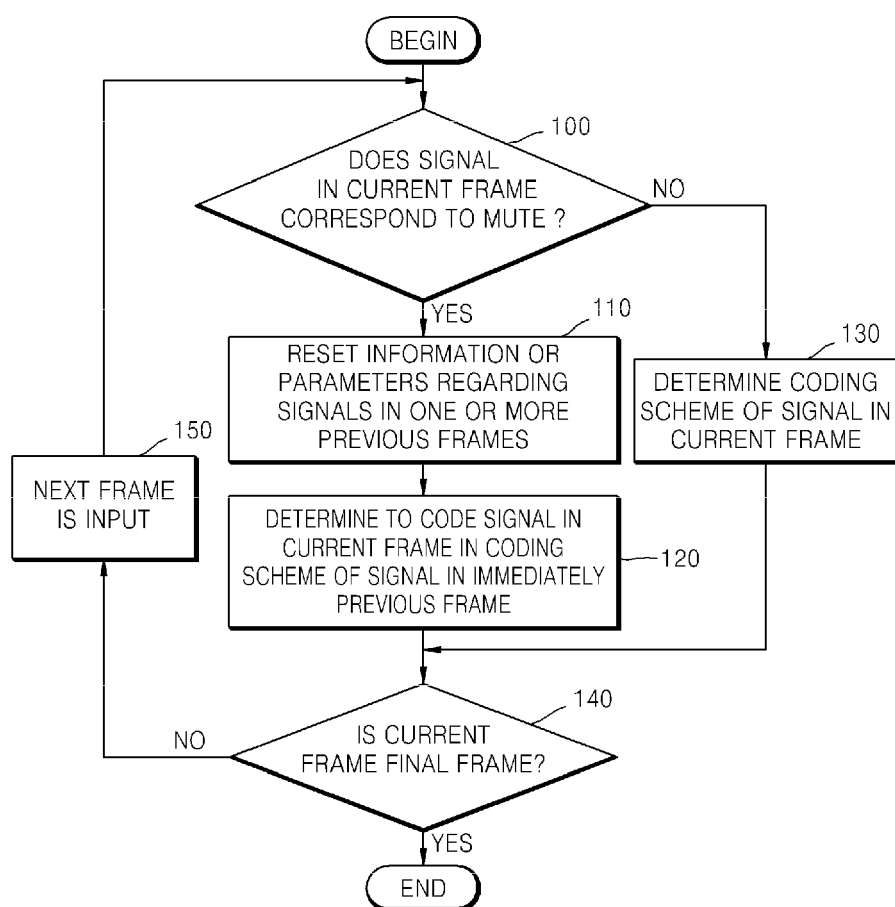 BEGIN
100
DOES SIGNAL
IN CURRENT FRAME
CORRESPOND TO MUTE ?
NO
YES
110
RESET INFORMATION OR
PARAMETERS REGARDING
SIGNALS IN ONE OR MORE
PREVIOUS FRAMES
130
DETERMINE CODING
SCHEME OF SIGNAL IN
CURRENT FRAME
150
NEXT FRAME
IS INPUT
DETERMINE TO CODE SIGNAL IN
CURRENT FRAME IN CODING
SCHEME OF SIGNAL IN IMMEDIATELY
PREVIOUS FRAME
120
140
IS CURRENT
FRAME FINAL FRAME?
NO
YES
END